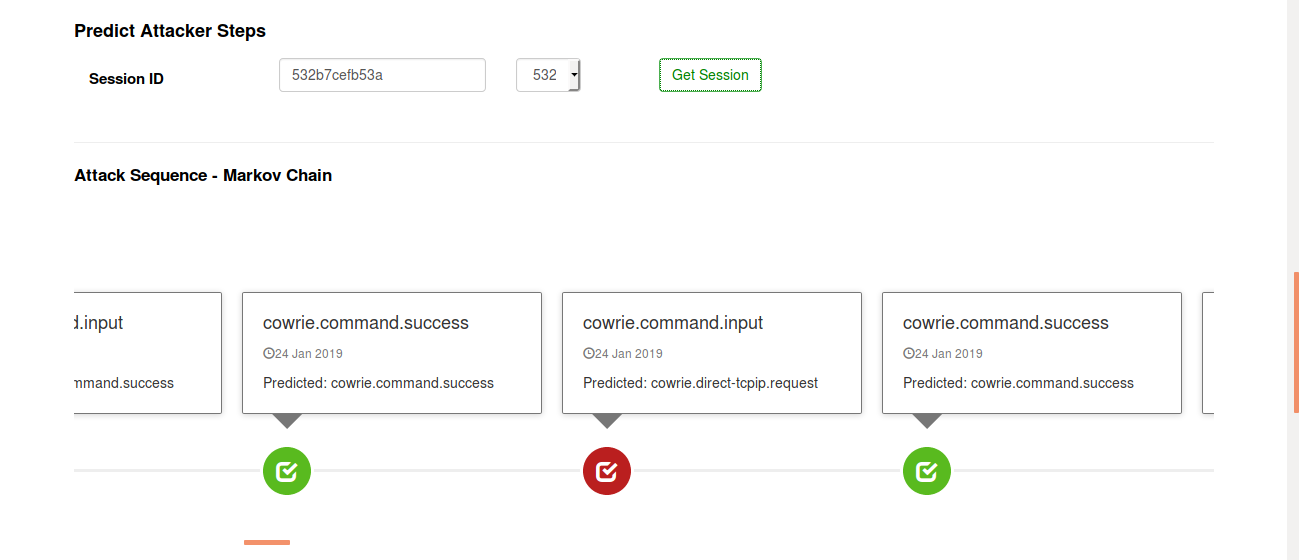 Predict Attacker Steps
Session ID 532b7cefb53a 532 Get Session
Attack Sequence - Markov Chain
d.input cowrie.command.success cowrie.command.input cowrie.command.success
24 Jan 2019 24 Jan 2019 24 Jan 2019
mmand.success Predicted: cowrie.command.success Predicted: cowrie.direct-tcpip.request Predicted: cowrie.command.success